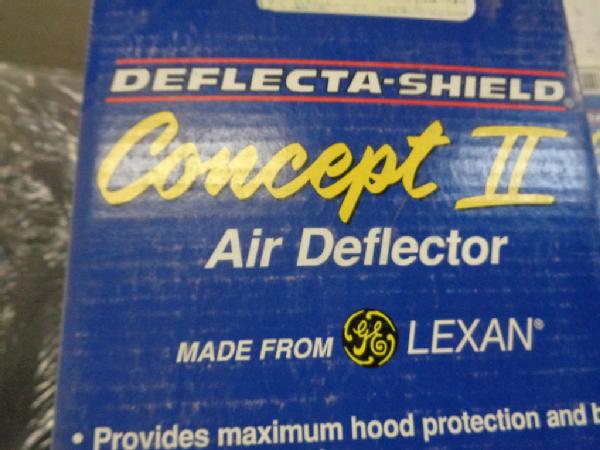 DEFLECTA-SHIELD®
Concept II
Air Deflector
MADE FROM GE LEXAN®
• Provides maximum hood protection and b